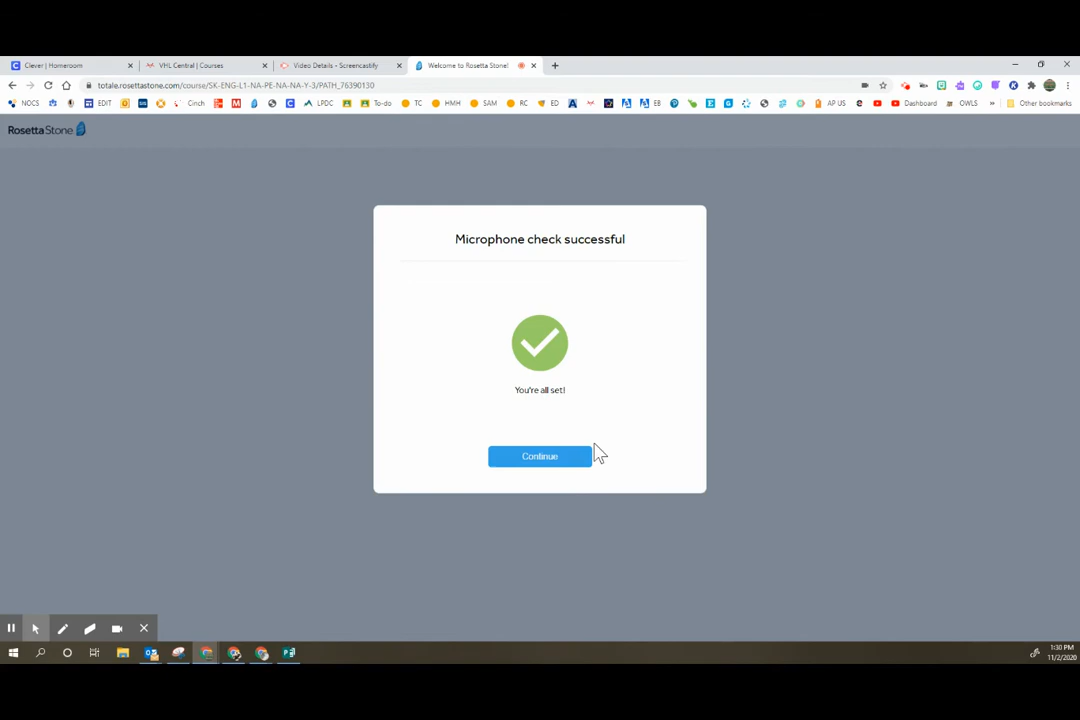 Clever | Homeroom
VHL Central | Courses
Video Details - Screencastify
Welcome to Rosetta Stone!
totale.rosettastone.com/course/SK-ENG-L1-NA-PE-NA-NA-Y-3/PATH_76390130
NOCS EDIT Cinch LPDC To-do TC HMH SAM RC ED EB AP US Dashboard OWLS » Other bookmarks
RosettaStone
Microphone check successful
You're all set!
Continue
1:30 PM
11/2/2020